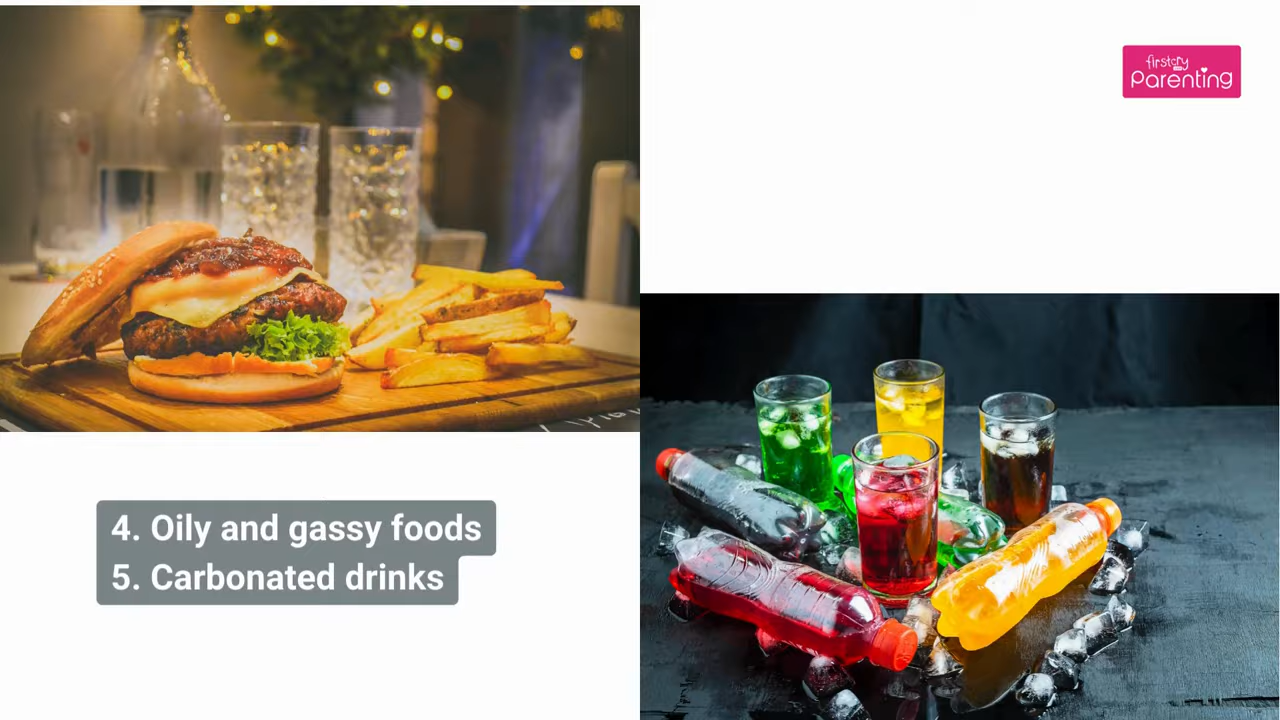 firstcry
Parenting
4. Oily and gassy foods
5. Carbonated drinks